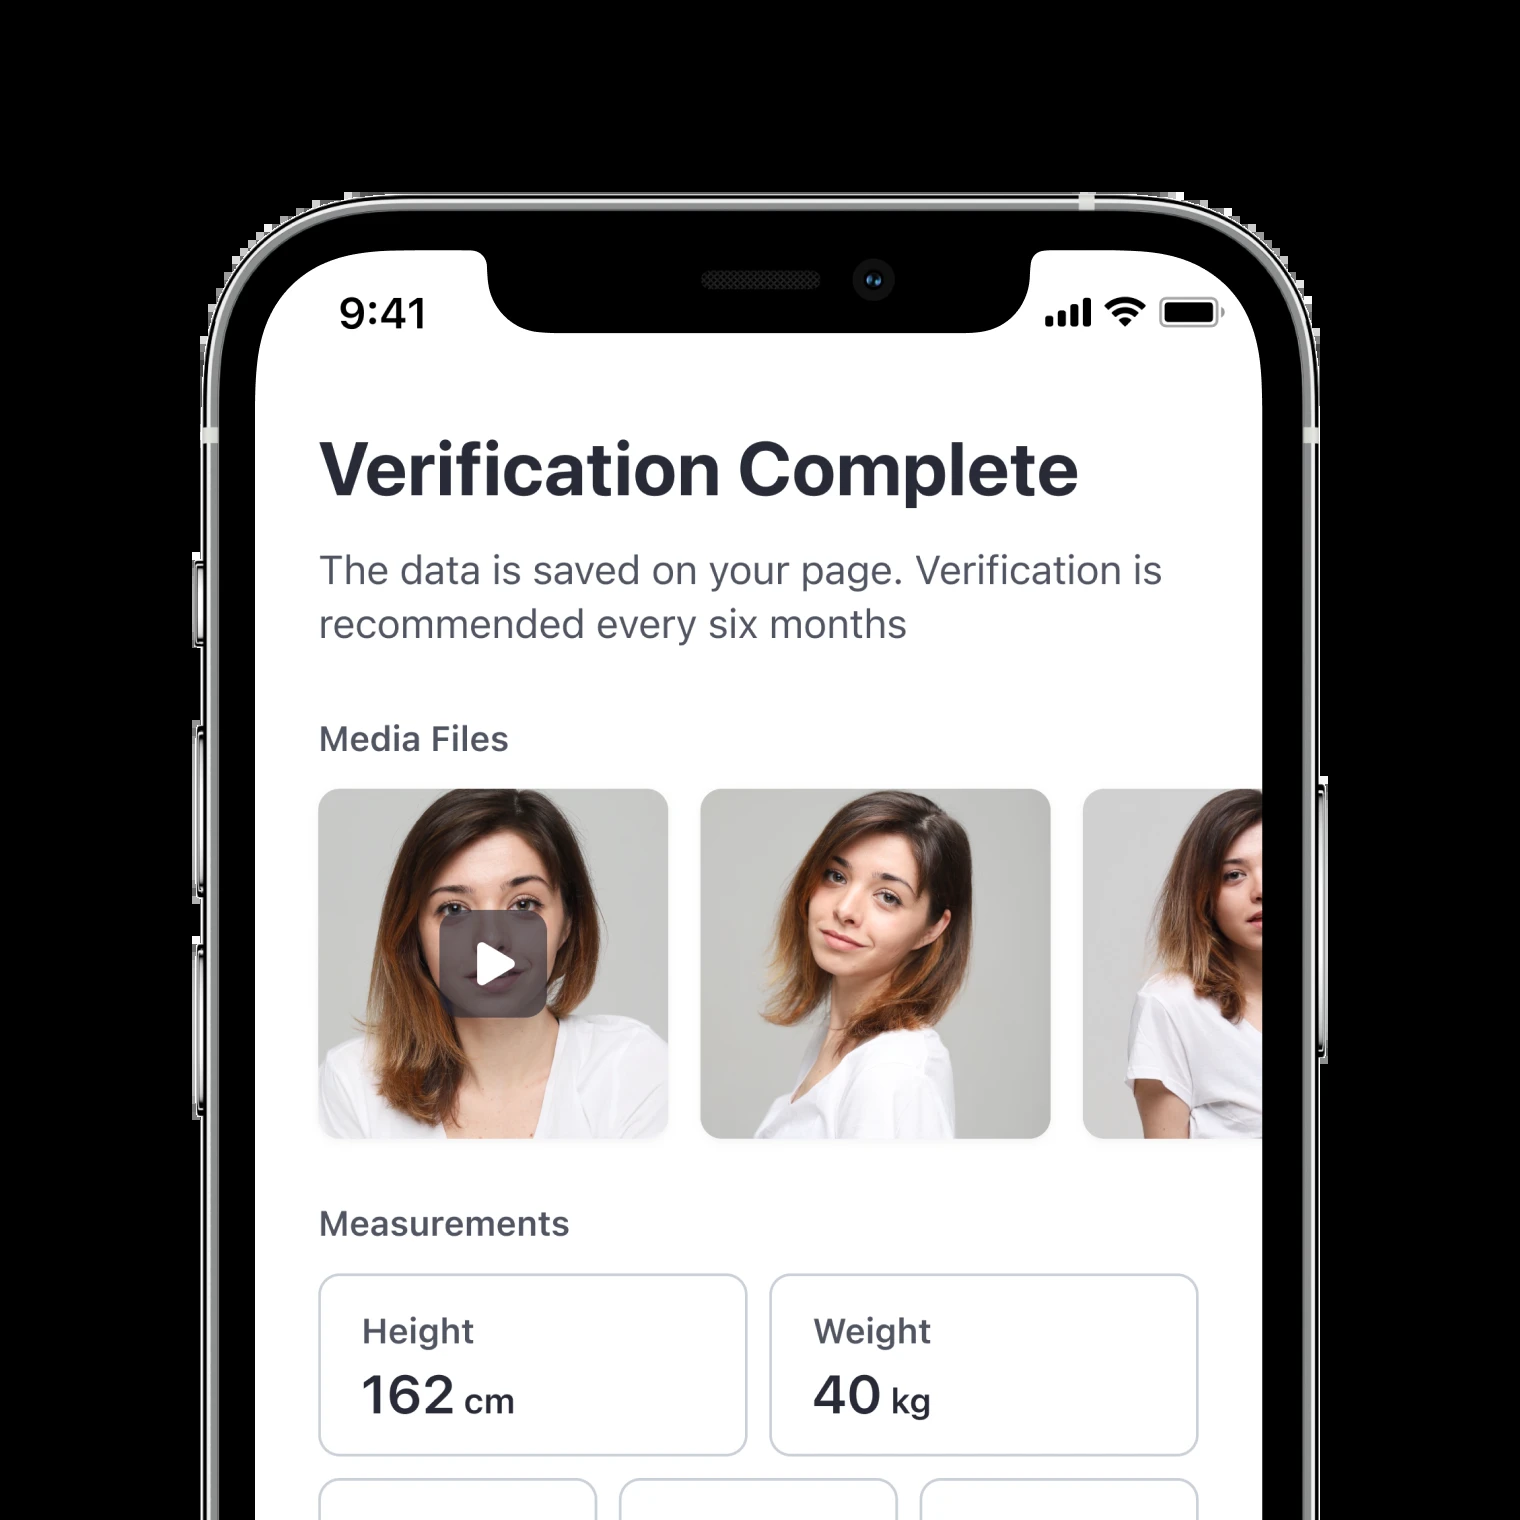 9:41
Verification Complete
The data is saved on your page. Verification is
recommended every six months
Media Files
Measurements
Height
162 cm
Weight
40 kg